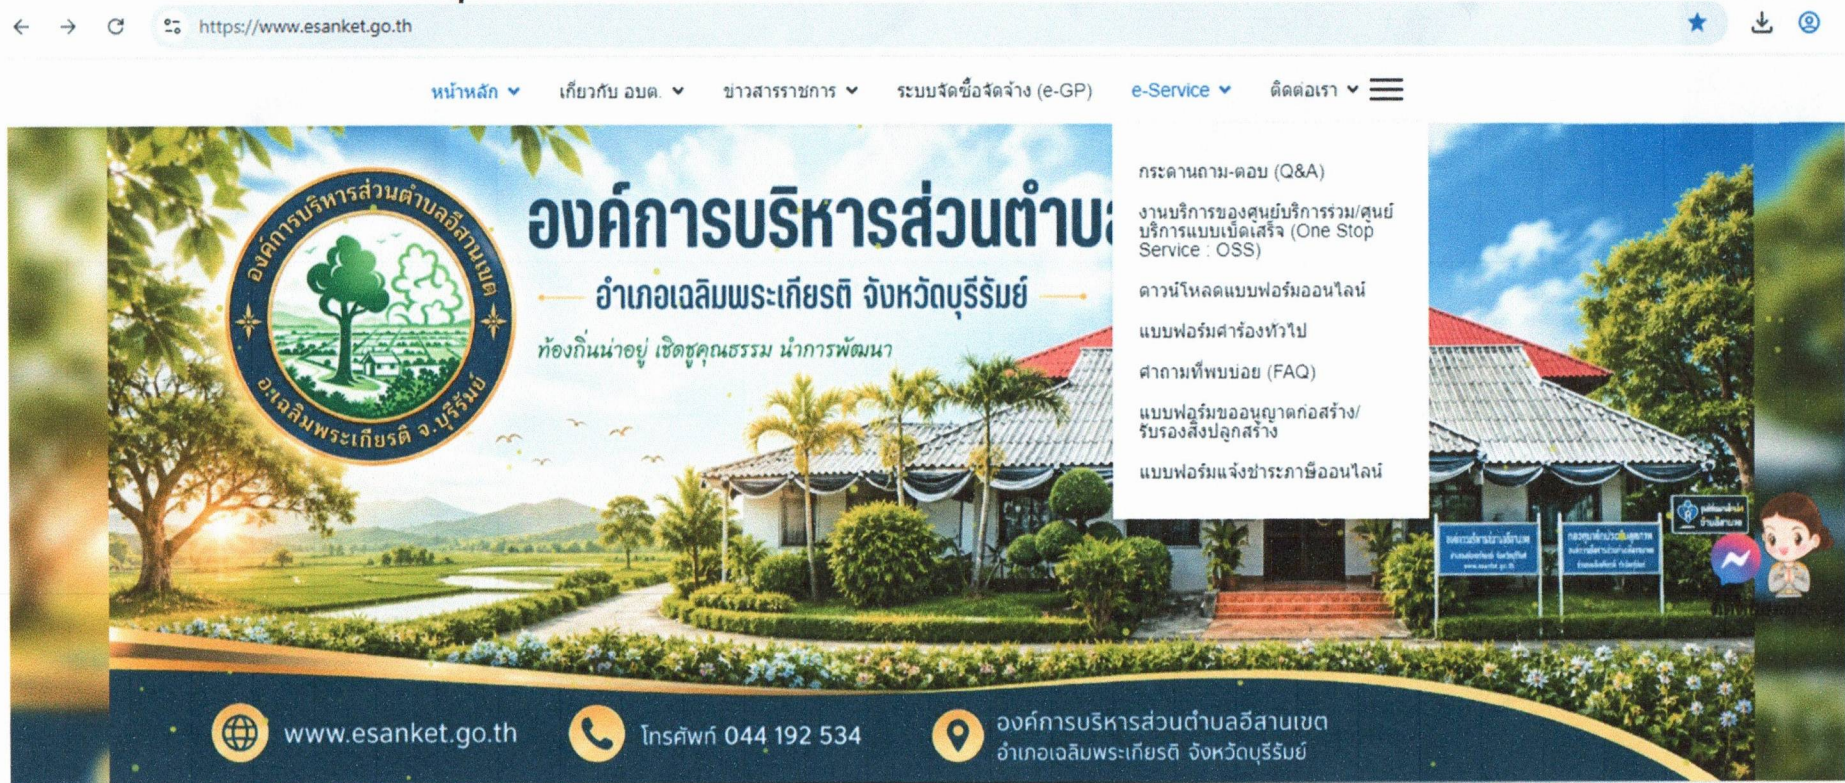 https://www.esanket.go.th
หน้าหลัก
เกี่ยวกับ อบต.
ข่าวสารราชการ
ระบบจัดซื้อจัดจ้าง (e-GP)
e-Service
ติดต่อเรา
กระดานถาม-ตอบ (Q&A)
งานบริการของศูนย์บริการร่วม/ศูนย์
บริการแบบเบ็ดเสร็จ (One Stop
Service : OSS)
ดาวน์โหลดแบบฟอร์มออนไลน์
แบบฟอร์มคำร้องทั่วไป
คำถามที่พบบ่อย (FAQ)
แบบฟอร์มขออนุญาตก่อสร้าง/
รับรองสิ่งปลูกสร้าง
แบบฟอร์มแจ้งชำระภาษีออนไลน์
องค์การบริหารส่วนตำบลอีสานเขต
อ.เฉลิมพระเกียรติ จ.บุรีรัมย์
องค์การบริหารส่วนตำบ
อำเภอเฉลิมพระเกียรติ จังหวัดบุรีรัมย์
ท้องถิ่นน่าอยู่ เชิดชูคุณธรรม นำการพัฒนา
www.esanket.go.th
โทรศัพท์ 044 192 534
องค์การบริหารส่วนตำบลอีสานเขต
อำเภอเฉลิมพระเกียรติ จังหวัดบุรีรัมย์